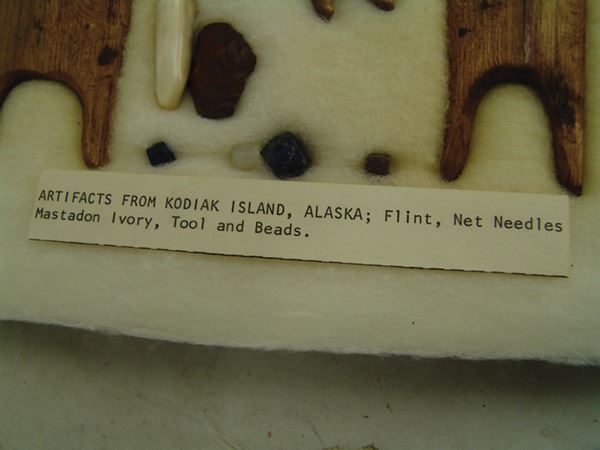 ARTIFACTS FROM KODIAK ISLAND, ALASKA; Flint, Net Needles
Mastadon Ivory, Tool and Beads.